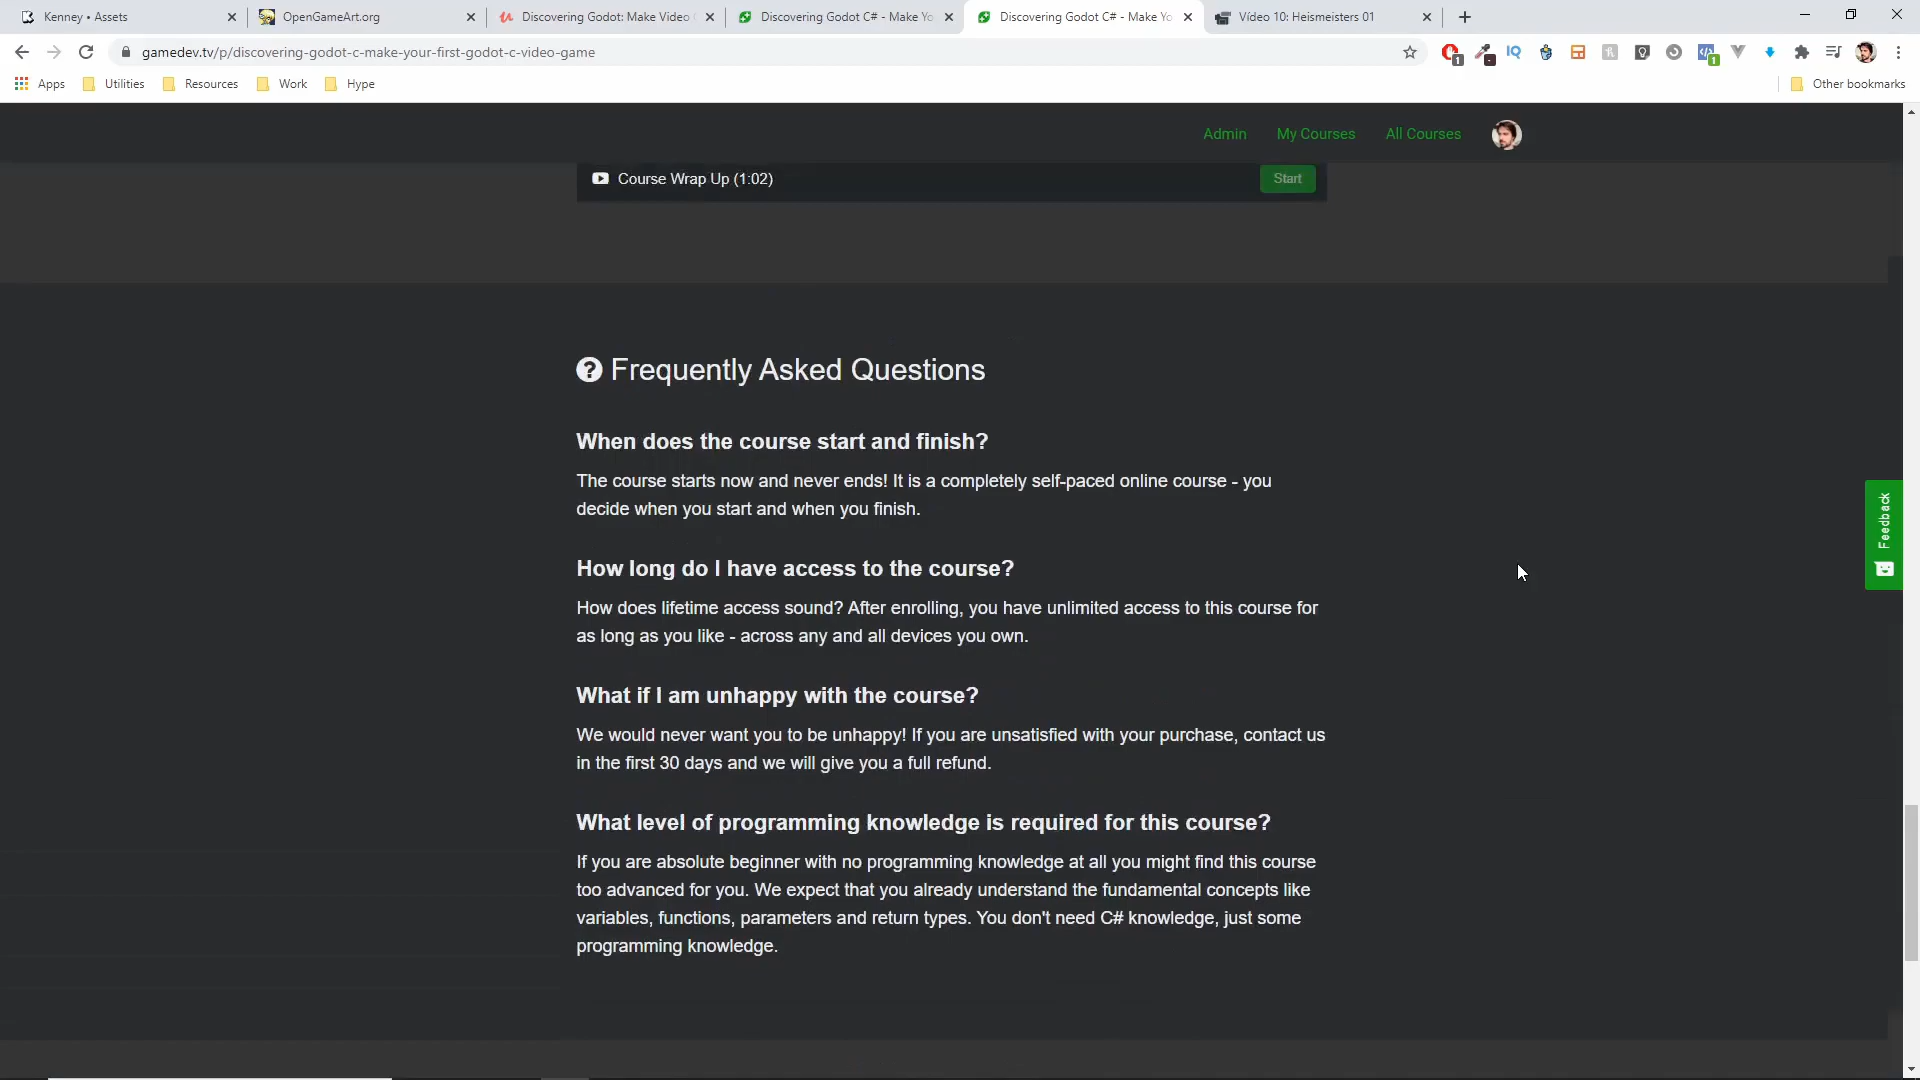 Kenney • Assets
OpenGameArt.org
Discovering Godot: Make Video
Discovering Godot C# - Make Yo
Discovering Godot C# - Make Yo
Vídeo 10: Heismeisters 01
gamedev.tv/p/discovering-godot-c-make-your-first-godot-c-video-game
Apps
Utilities
Resources
Work
Hype
Other bookmarks
Admin
My Courses
All Courses
Course Wrap Up (1:02)
Start
Frequently Asked Questions
When does the course start and finish?
The course starts now and never ends! It is a completely self-paced online course - you
decide when you start and when you finish.
How long do I have access to the course?
How does lifetime access sound? After enrolling, you have unlimited access to this course for
as long as you like - across any and all devices you own.
What if I am unhappy with the course?
We would never want you to be unhappy! If you are unsatisfied with your purchase, contact us
in the first 30 days and we will give you a full refund.
What level of programming knowledge is required for this course?
If you are absolute beginner with no programming knowledge at all you might find this course
too advanced for you. We expect that you already understand the fundamental concepts like
variables, functions, parameters and return types. You don't need C# knowledge, just some
programming knowledge.
Feedback